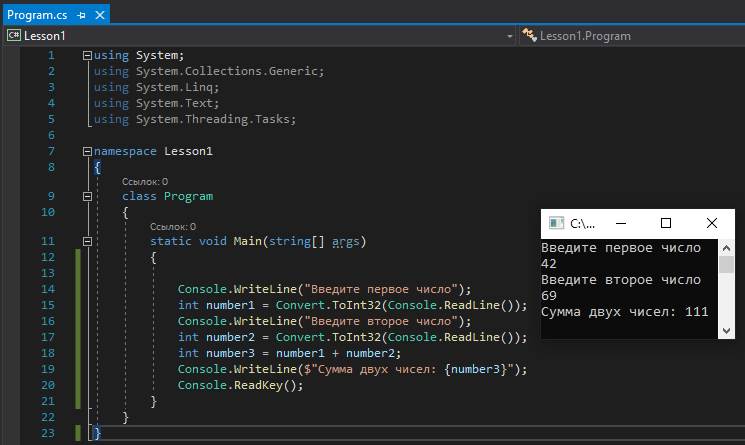 Program.cs
C# Lesson1
Lesson1.Program
1 using System;
2 using System.Collections.Generic;
3 using System.Linq;
4 using System.Text;
5 using System.Threading.Tasks;
6
7 namespace Lesson1
8 {
Ссылок: 0
9 class Program
10 {
Ссылок: 0
11 static void Main(string[] args)
12 {
13
14 Console.WriteLine("Введите первое число");
15 int number1 = Convert.ToInt32(Console.ReadLine());
16 Console.WriteLine("Введите второе число");
17 int number2 = Convert.ToInt32(Console.ReadLine());
18 int number3 = number1 + number2;
19 Console.WriteLine($"Сумма двух чисел: {number3}");
20 Console.ReadKey();
21 }
22 }
23 }
C:\...
Введите первое число
42
Введите второе число
69
Сумма двух чисел: 111